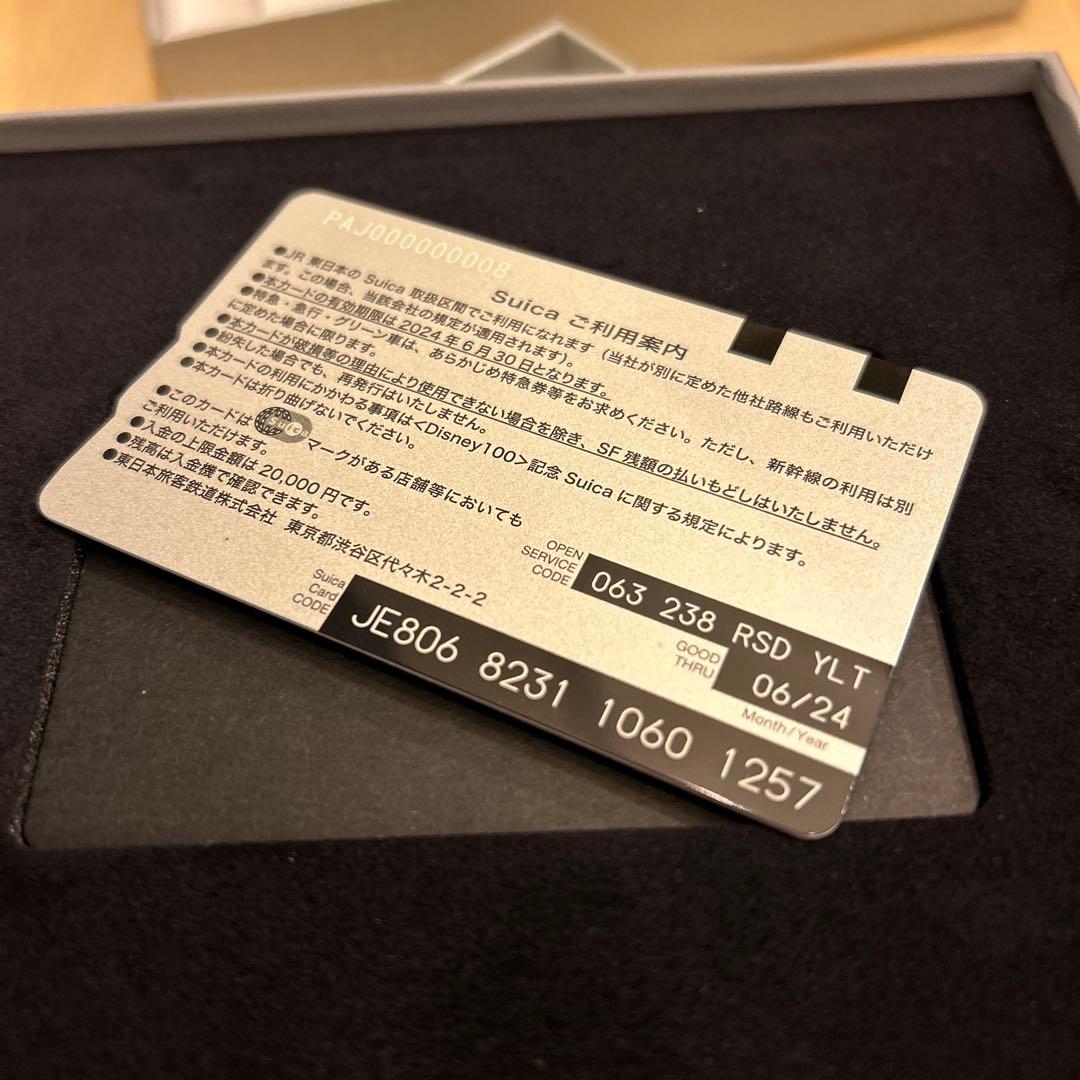 PAJ000000008
Suica ご利用案内
●JR 東日本の Suica 取扱区間でご利用になれます（当社が別に定めた他社路線もご利用いただけ
ます。この場合、当該会社の規定が適用されます）。
●本カードの有効期限は 2024 年 6 月 30 日となります。
●特急・急行・グリーン車は、あらかじめ特急券等をお求めください。ただし、新幹線の利用は別
に定めた場合に限ります。
●本カードが破損等の理由により使用できない場合を除き、SF 残額の払いもどしはいたしません。
●紛失した場合でも、再発行はいたしません。
●本カードの利用にかかわる事項は<Disney100>記念 Suica に関する規定によります。
●本カードは折り曲げないでください。
●このカードは Suica マークがある店舗等においても
ご利用いただけます。
●入金の上限金額は 20,000 円です。
●残高は入金機で確認できます。
●東日本旅客鉄道株式会社 東京都渋谷区代々木2-2-2
OPEN
SERVICE
CODE
063 238 RSD YLT
GOOD
THRU
06/24
Month/Year
Suica
Card
CODE
JE806 8231 1060 1257